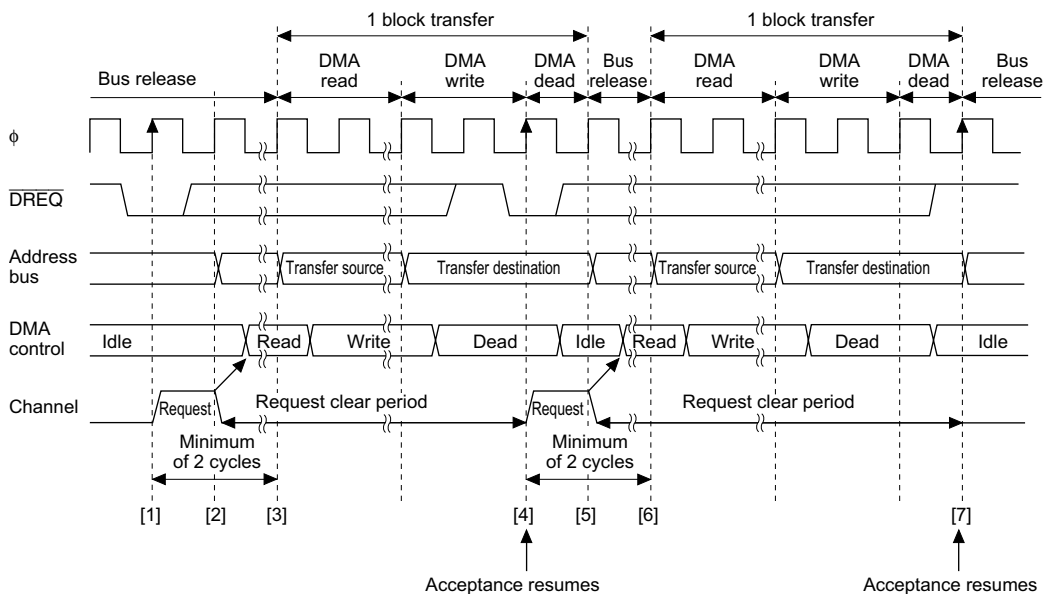 1 block transfer 1 block transfer
DMA DMA DMA Bus DMA DMA DMA Bus
Bus release read write dead release read write dead release
φ
DREQ
Address
bus
Transfer source Transfer destination Transfer source Transfer destination
DMA
control
Idle Read Write Dead Idle Read Write Dead Idle
Channel Request Request clear period Request Request clear period
Minimum Minimum
of 2 cycles of 2 cycles
[1] [2] [3] [4] [5] [6] [7]
Acceptance resumes Acceptance resumes